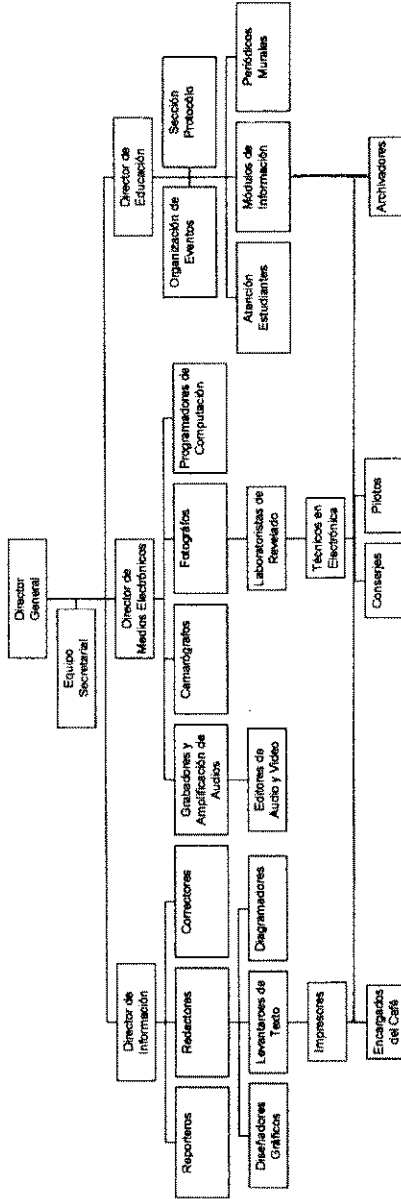 Director
General
Equipo
Secretarial
Director de
Información
Director de
Medios Electrónicos
Director de
Educación
Reporteros
Redactores
Correctores
Grabadores y
Amplificación de
Audios
Camarógrafos
Fotográfos
Programadores de
Computación
Organización de
Eventos
Sección
Protocólo
Diseñadores
Gráficos
Levantaroes de
Texto
Diagramadores
Editores de
Audio y Video
Laboratoristas de
Revelado
Atención
Estudiantes
Módulos de
Información
Periódicos
Murales
Impresores
Técnicos en
Electrónica
Encargados
del Café
Conserjes
Pilotos
Archivadores